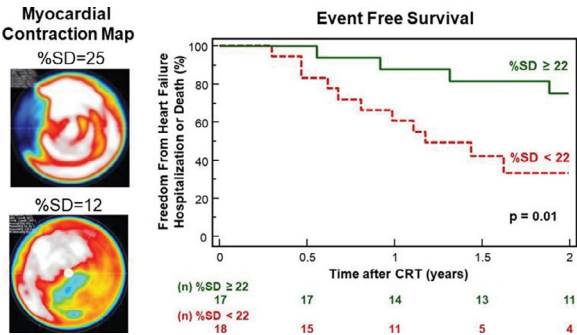 Myocardial
Contraction Map
%SD=25
%SD=12
Event Free Survival
Freedom From Heart Failure
Hospitalization or Death (%)
100
80
60
40
20
0
%SD ≥ 22
%SD < 22
p = 0.01
0 0.5 1 1.5 2
Time after CRT (years)
(n) %SD ≥ 22
17 17 14 13 11
(n) %SD < 22
18 15 11 5 4